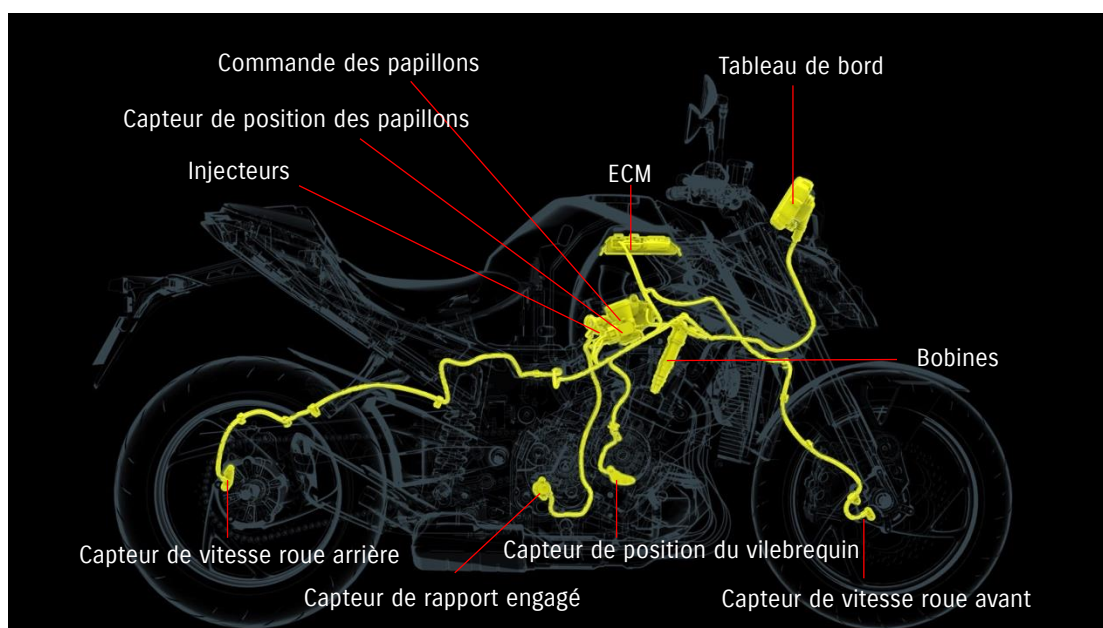 Commande des papillons
Tableau de bord
Capteur de position des papillons
Injecteurs
ECM
Bobines
Capteur de vitesse roue arrière
Capteur de position du vilebrequin
Capteur de rapport engagé
Capteur de vitesse roue avant